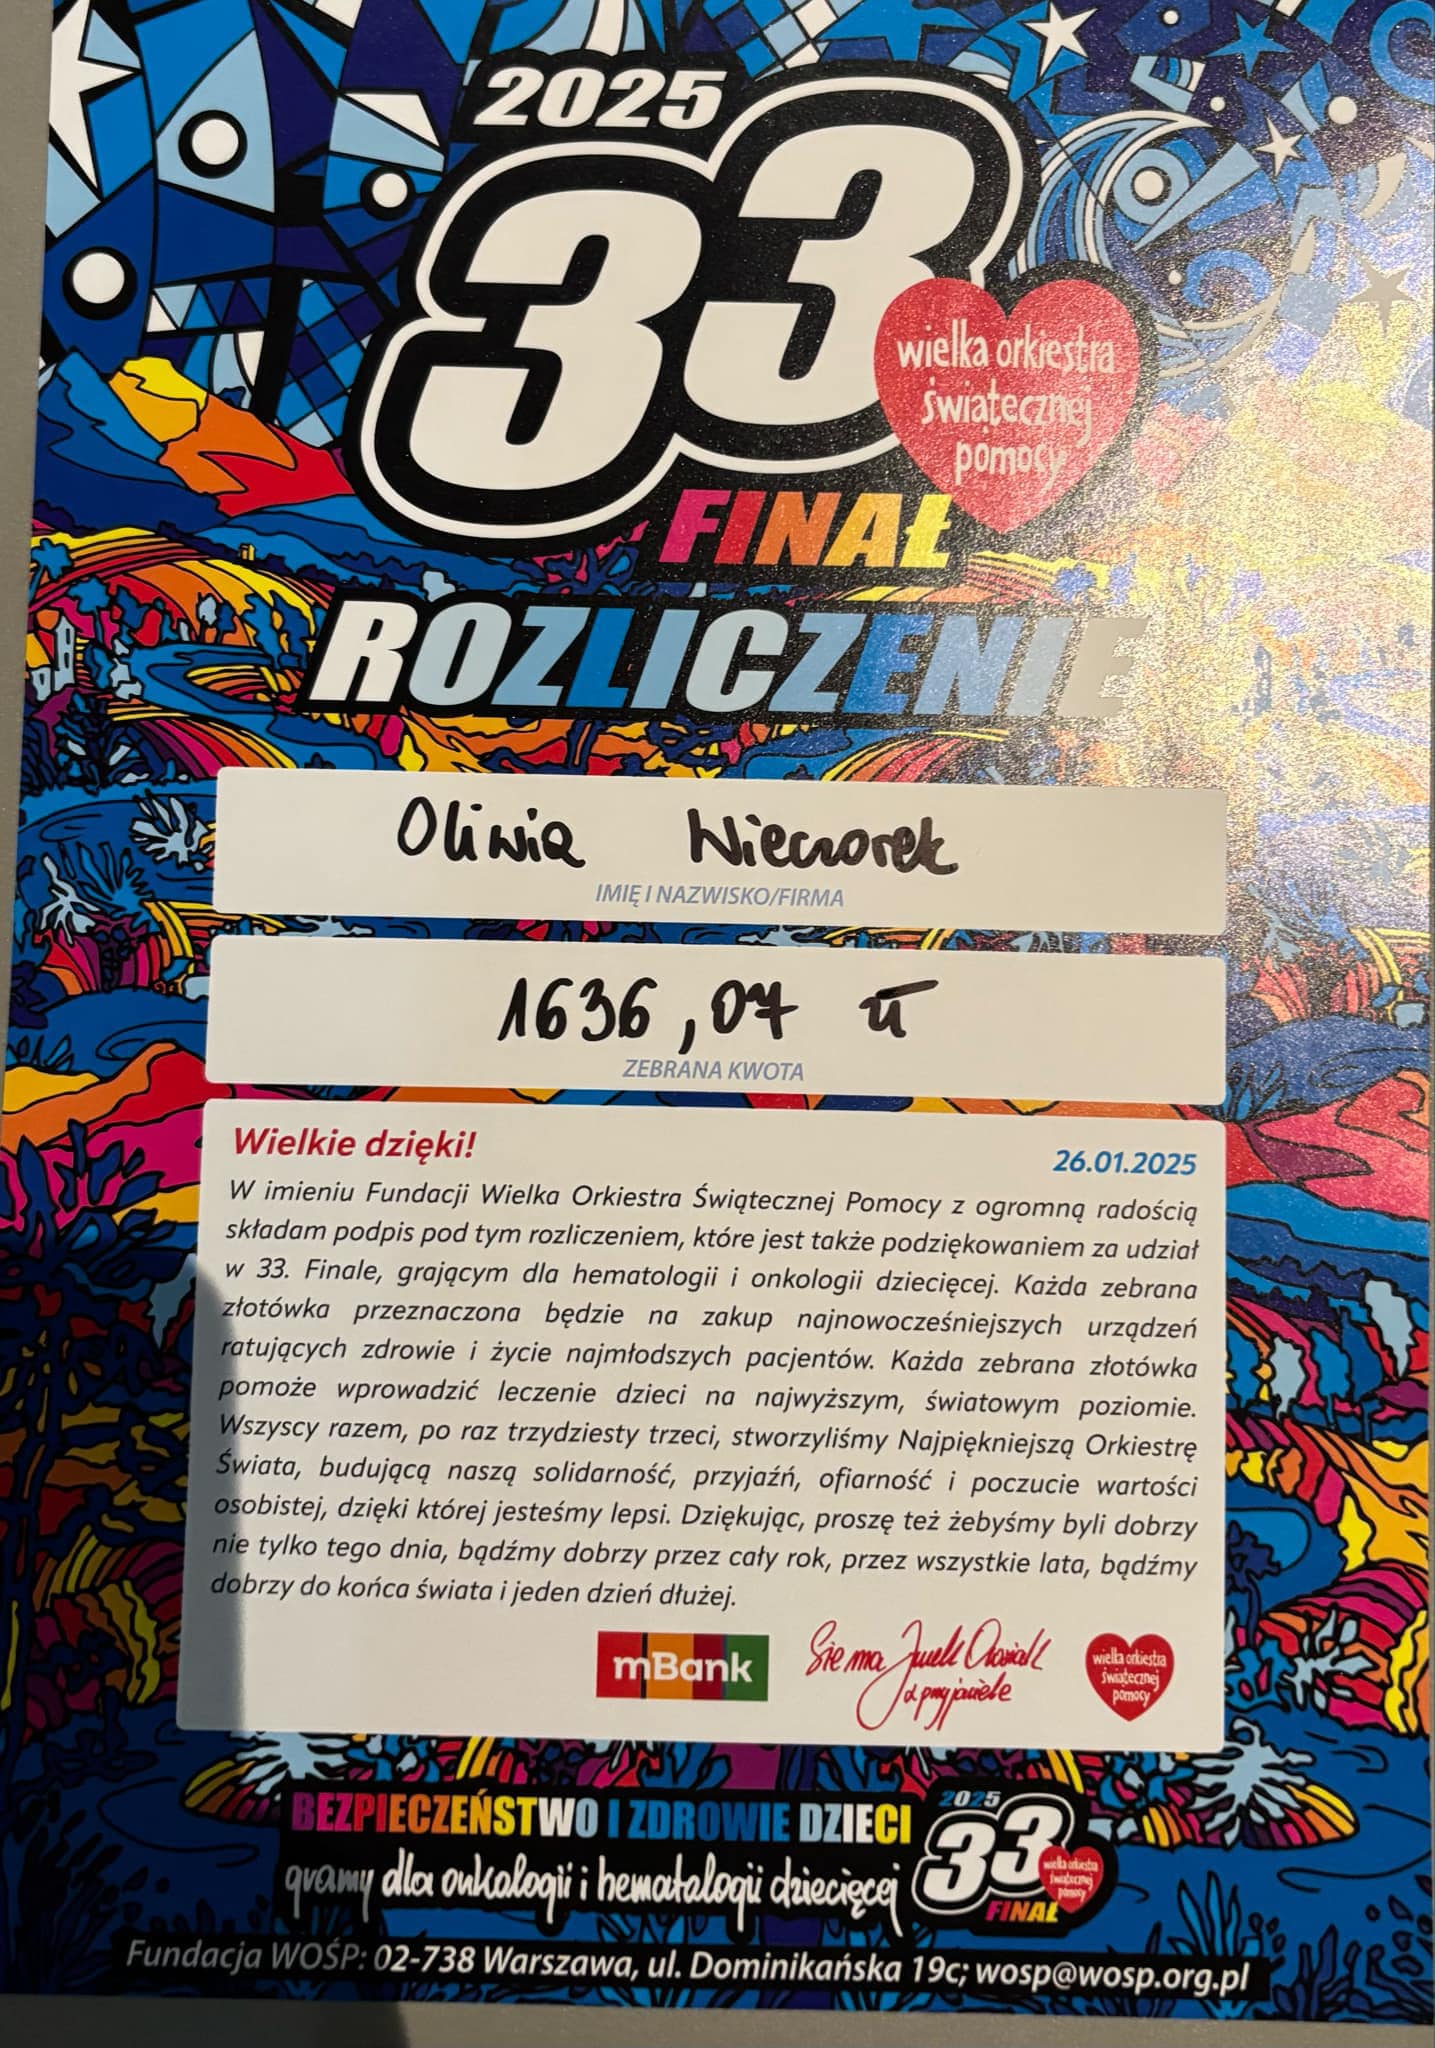 2025
33
wielka orkiestra
świątecznej
pomocy
FINAŁ
ROZLICZENIE
Oliwia Wieczorek
IMIĘ I NAZWISKO/FIRMA
1636,07 zł
ZEBRANA KWOTA
Wielkie dzięki!
26.01.2025
W imieniu Fundacji Wielka Orkiestra Świątecznej Pomocy z ogromną radością
składam podpis pod tym rozliczeniem, które jest także podziękowaniem za udział
w 33. Finale, grającym dla hematologii i onkologii dziecięcej. Każda zebrana
złotówka przeznaczona będzie na zakup najnowocześniejszych urządzeń
ratujących zdrowie i życie najmłodszych pacjentów. Każda zebrana złotówka
pomoże wprowadzić leczenie dzieci na najwyższym, światowym poziomie.
Wszyscy razem, po raz trzydziesty trzeci, stworzyliśmy Najpiękniejszą Orkiestrę
Świata, budującą naszą solidarność, przyjaźń, ofiarność i poczucie wartości
osobistej, dzięki której jesteśmy lepsi. Dziękując, proszę też żebyśmy byli dobrzy
nie tylko tego dnia, bądźmy dobrzy przez cały rok, przez wszystkie lata, bądźmy
dobrzy do końca świata i jeden dzień dłużej.
mBank
Sie ma Jurek Owsiak
z przyjaciele
wielka orkiestra
świątecznej
pomocy
BEZPIECZEŃSTWO I ZDROWIE DZIECI
gramy dla onkologii i hematologii dziecięcej
2025
33
wielka orkiestra
świątecznej
pomocy
FINAŁ
Fundacja WOŚP: 02-738 Warszawa, ul. Dominikańska 19c; wosp@wosp.org.pl